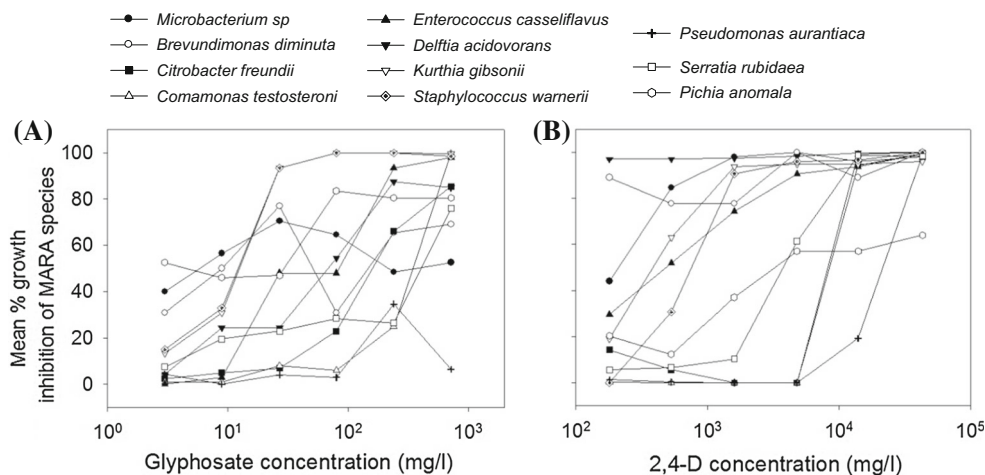 Microbacterium sp
Brevundimonas diminuta
Citrobacter freundii
Comamonas testosteroni
Enterococcus casseliflavus
Delftia acidovorans
Kurthia gibsonii
Staphylococcus warnerii
Pseudomonas aurantiaca
Serratia rubidaea
Pichia anomala
(A)
(B)
Mean % growth
inhibition of MARA species
100
80
60
40
20
0
10⁰
10¹
10²
10³
Glyphosate concentration (mg/l)
10²
10³
10⁴
10⁵
2,4-D concentration (mg/l)